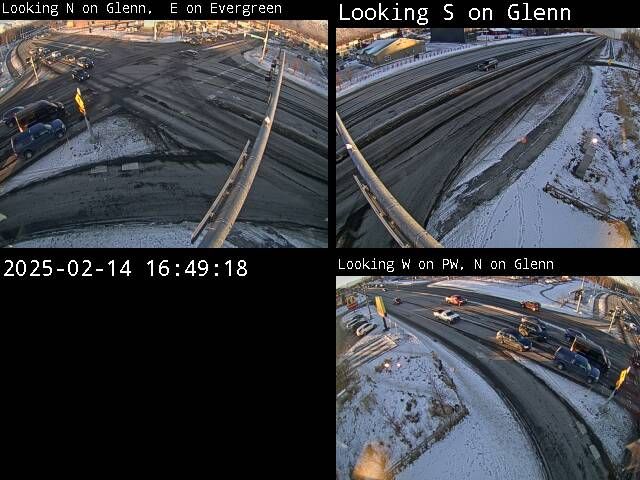 Looking N on Glenn,  E on Evergreen
Looking S on Glenn
2025-02-14 16:49:18
Looking W on PW, N on Glenn